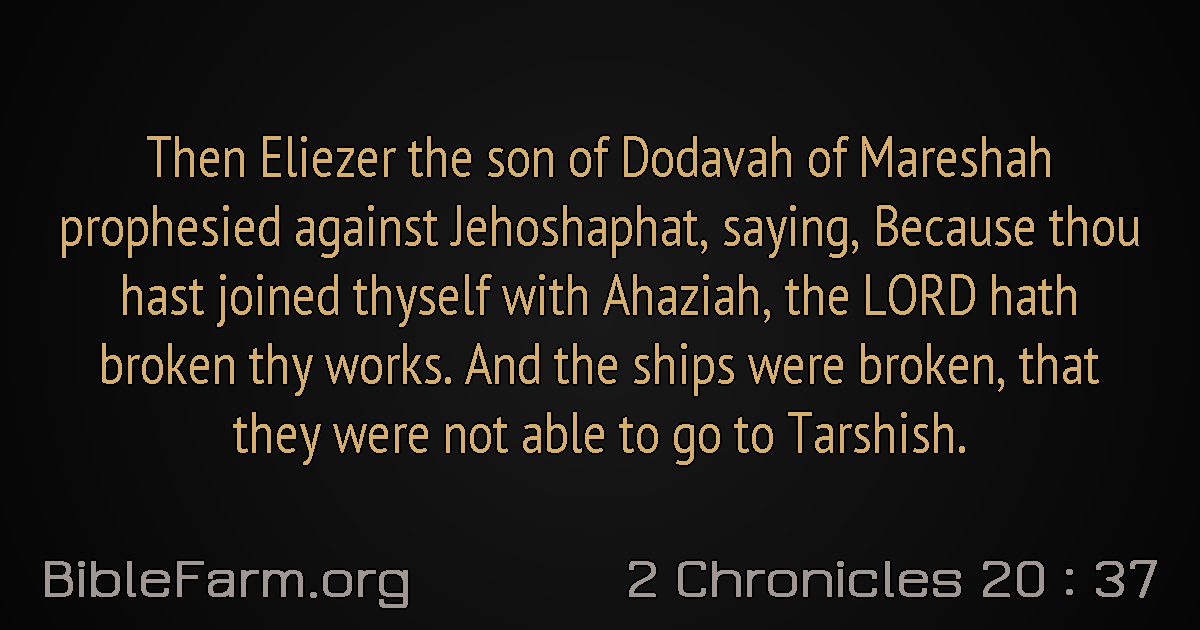 Then Eliezer the son of Dodavah of Mareshah
prophesied against Jehoshaphat, saying, Because thou
hast joined thyself with Ahaziah, the LORD hath
broken thy works. And the ships were broken, that
they were not able to go to Tarshish.
BibleFarm.org
2 Chronicles 20 : 37